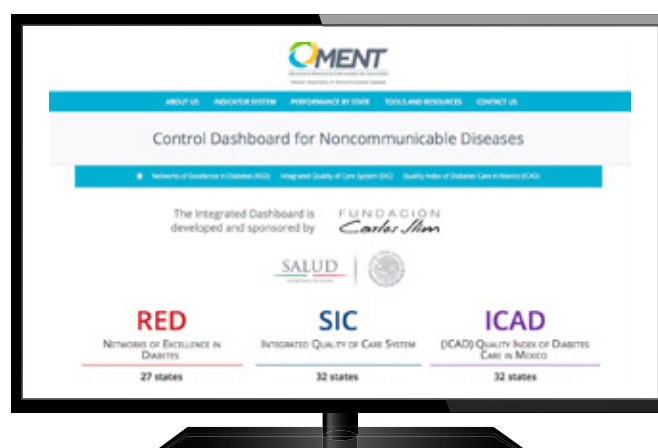 OMENT
ABOUT US INDICATOR SYSTEM PERFORMANCE BY STATE TOOLS AND RESOURCES CONTACT US
Control Dashboard for Noncommunicable Diseases
Networks of Excellence in Diabetes (RED) Integrated Quality of Care System (SIC) Quality Index of Diabetes Care in Mexico (ICAD)
The Integrated Dashboard is
developed and sponsored by
FUNDACIÓN
Carlos Slim
SALUD
RED
NETWORKS OF EXCELLENCE IN
DIABETES
27 states
SIC
INTEGRATED QUALITY OF CARE SYSTEM
32 states
ICAD
(ICAD) QUALITY INDEX OF DIABETES
CARE IN MEXICO
32 states